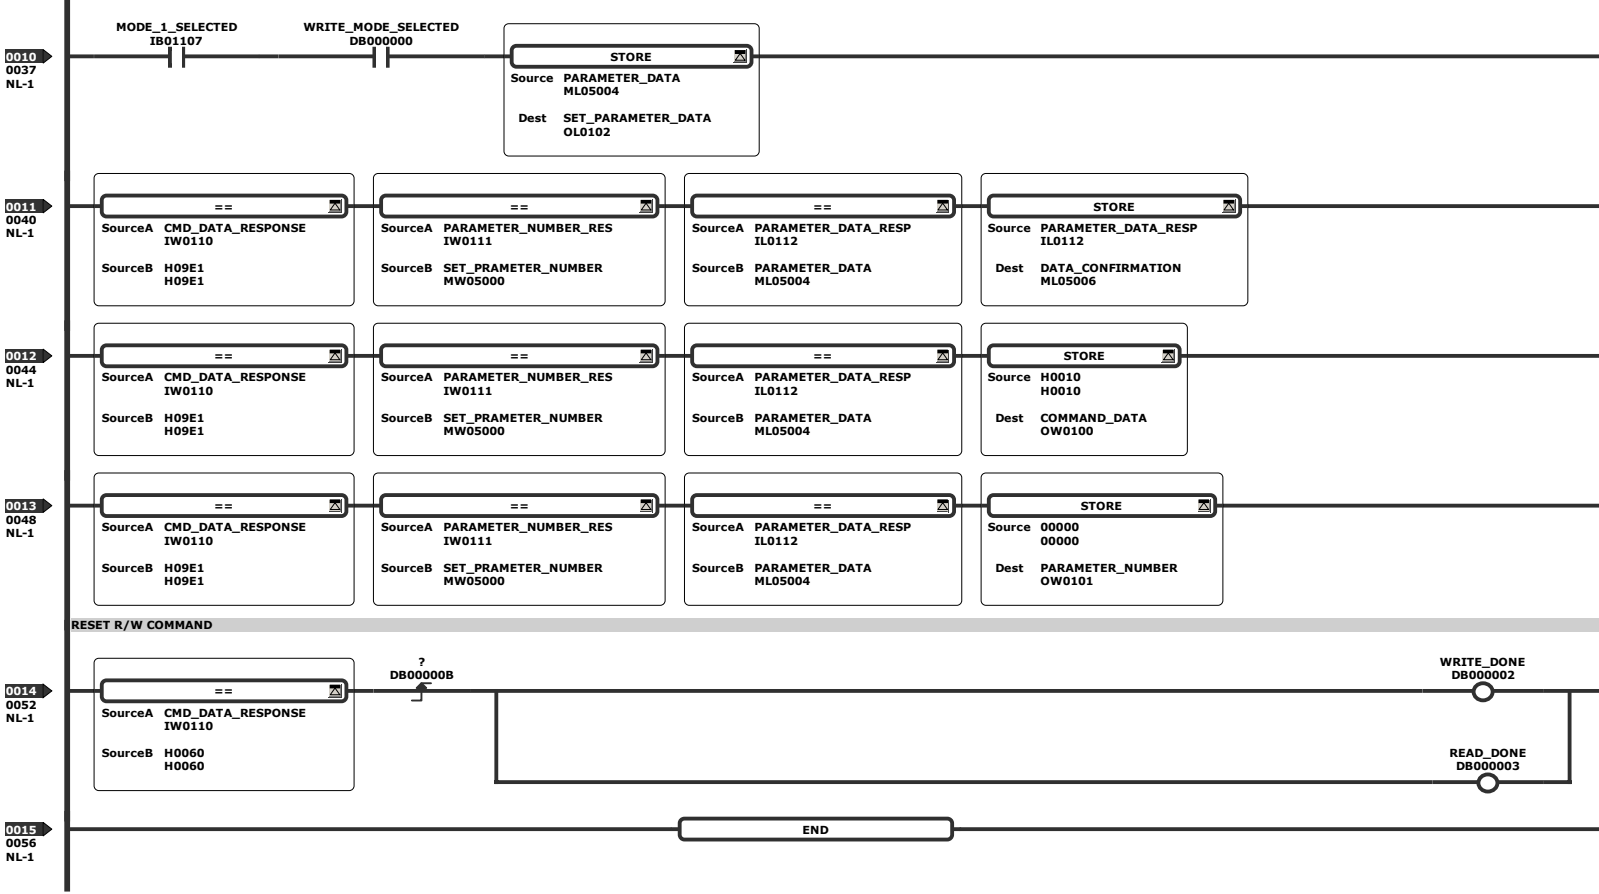 MODE_1_SELECTED
IB01107
WRITE_MODE_SELECTED
DB000000
0010
0037
NL-1
STORE
Source PARAMETER_DATA
ML05004
Dest SET_PARAMETER_DATA
OL0102
0011
0040
NL-1
==
SourceA CMD_DATA_RESPONSE
IW0110
SourceB H09E1
H09E1
==
SourceA PARAMETER_NUMBER_RES
IW0111
SourceB SET_PRAMETER_NUMBER
MW05000
==
SourceA PARAMETER_DATA_RESP
IL0112
SourceB PARAMETER_DATA
ML05004
STORE
Source PARAMETER_DATA_RESP
IL0112
Dest DATA_CONFIRMATION
ML05006
0012
0044
NL-1
==
SourceA CMD_DATA_RESPONSE
IW0110
SourceB H09E1
H09E1
==
SourceA PARAMETER_NUMBER_RES
IW0111
SourceB SET_PRAMETER_NUMBER
MW05000
==
SourceA PARAMETER_DATA_RESP
IL0112
SourceB PARAMETER_DATA
ML05004
STORE
Source H0010
H0010
Dest COMMAND_DATA
OW0100
0013
0048
NL-1
==
SourceA CMD_DATA_RESPONSE
IW0110
SourceB H09E1
H09E1
==
SourceA PARAMETER_NUMBER_RES
IW0111
SourceB SET_PRAMETER_NUMBER
MW05000
==
SourceA PARAMETER_DATA_RESP
IL0112
SourceB PARAMETER_DATA
ML05004
STORE
Source 00000
00000
Dest PARAMETER_NUMBER
OW0101
RESET R/W COMMAND
0014
0052
NL-1
==
SourceA CMD_DATA_RESPONSE
IW0110
SourceB H0060
H0060
?
DB00000B
WRITE_DONE
DB000002
READ_DONE
DB000003
0015
0056
NL-1
END